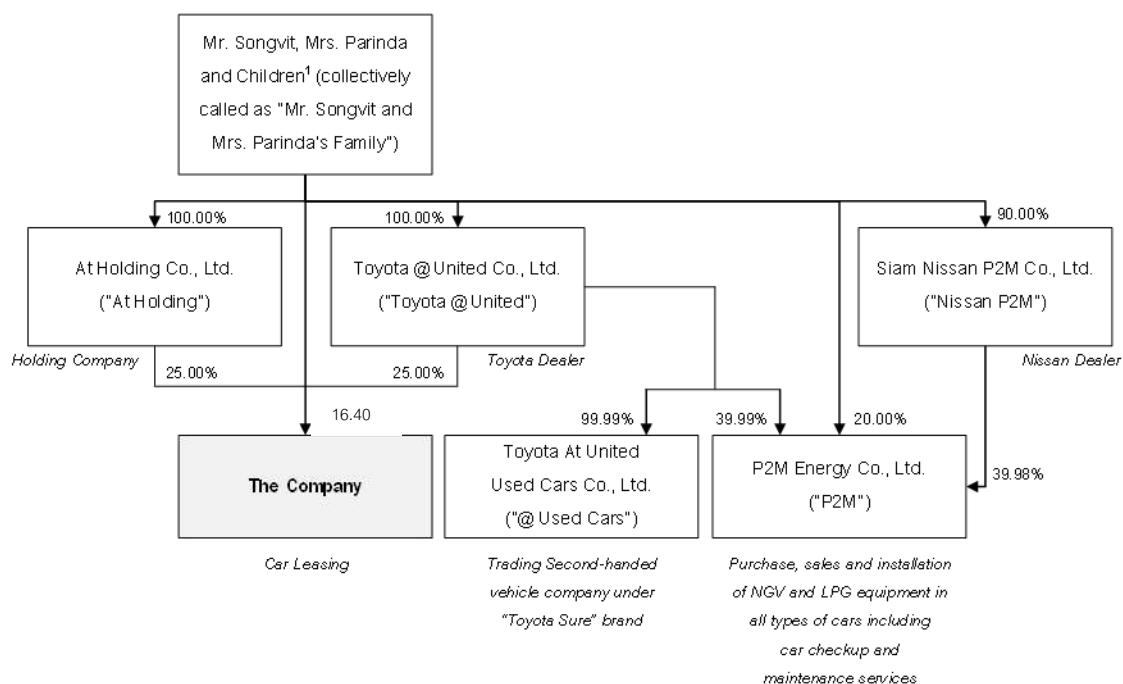 Mr. Songvit, Mrs. Parinda
and Children¹ (collectively
called as "Mr. Songvit and
Mrs. Parinda's Family")
100.00%
100.00%
90.00%
At Holding Co., Ltd.
("At Holding")
Toyota @United Co., Ltd.
("Toyota @United")
Siam Nissan P2M Co., Ltd.
("Nissan P2M")
Holding Company
25.00%
25.00%
Toyota Dealer
Nissan Dealer
16.40
99.99%
39.99%
20.00%
39.98%
The Company
Toyota At United
Used Cars Co., Ltd.
("@ Used Cars")
P2M Energy Co., Ltd.
("P2M")
Car Leasing
Trading Second-handed
vehicle company under
"Toyota Sure" brand
Purchase, sales and installation
of NGV and LPG equipment in
all types of cars including
car checkup and
maintenance services